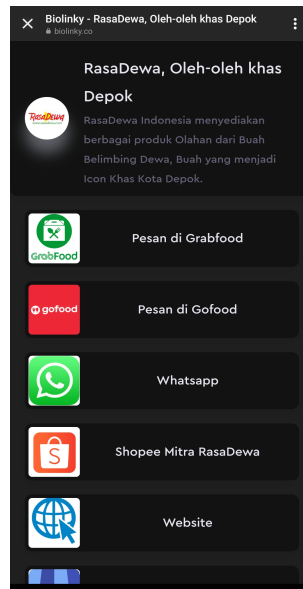 Biolinky - RasaDewa, Oleh-oleh khas Depok
biolinky.co
RasaDewa, Oleh-oleh khas
Depok
RasaDewa
RasaDewa Indonesia menyediakan
berbagai produk Olahan dari Buah
Belimbing Dewa, Buah yang menjadi
Icon Khas Kota Depok.
GrabFood
Pesan di Grabfood
gofood
Pesan di Gofood
Whatsapp
S
Shopee Mitra RasaDewa
Website